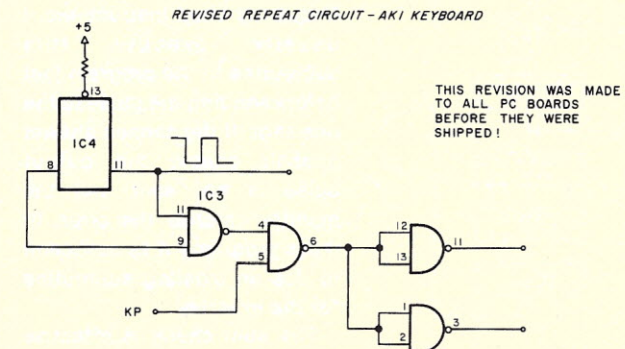 REVISED REPEAT CIRCUIT - AKI KEYBOARD
+5
13
THIS REVISION WAS MADE
TO ALL PC BOARDS
BEFORE THEY WERE
SHIPPED!
IC4
8
11
IC3
11
9
4
5
6
12
13
11
KP
1
2
3